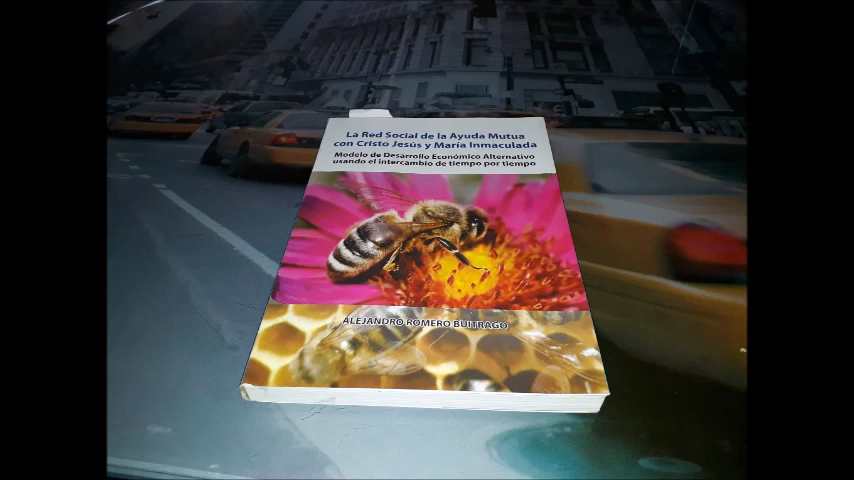 La Red Social de la Ayuda Mutua
con Cristo Jesús y María Inmaculada
Modelo de Desarrollo Económico Alternativo
usando el intercambio de tiempo por tiempo
ALEJANDRO ROMERO BUITRAGO